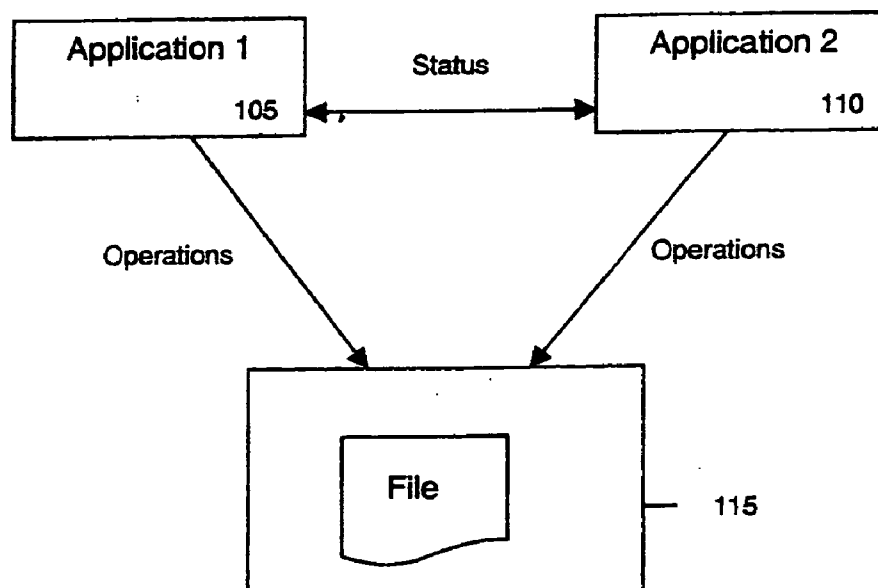 Application 1
105
Status
Application 2
110
Operations
Operations
File
115